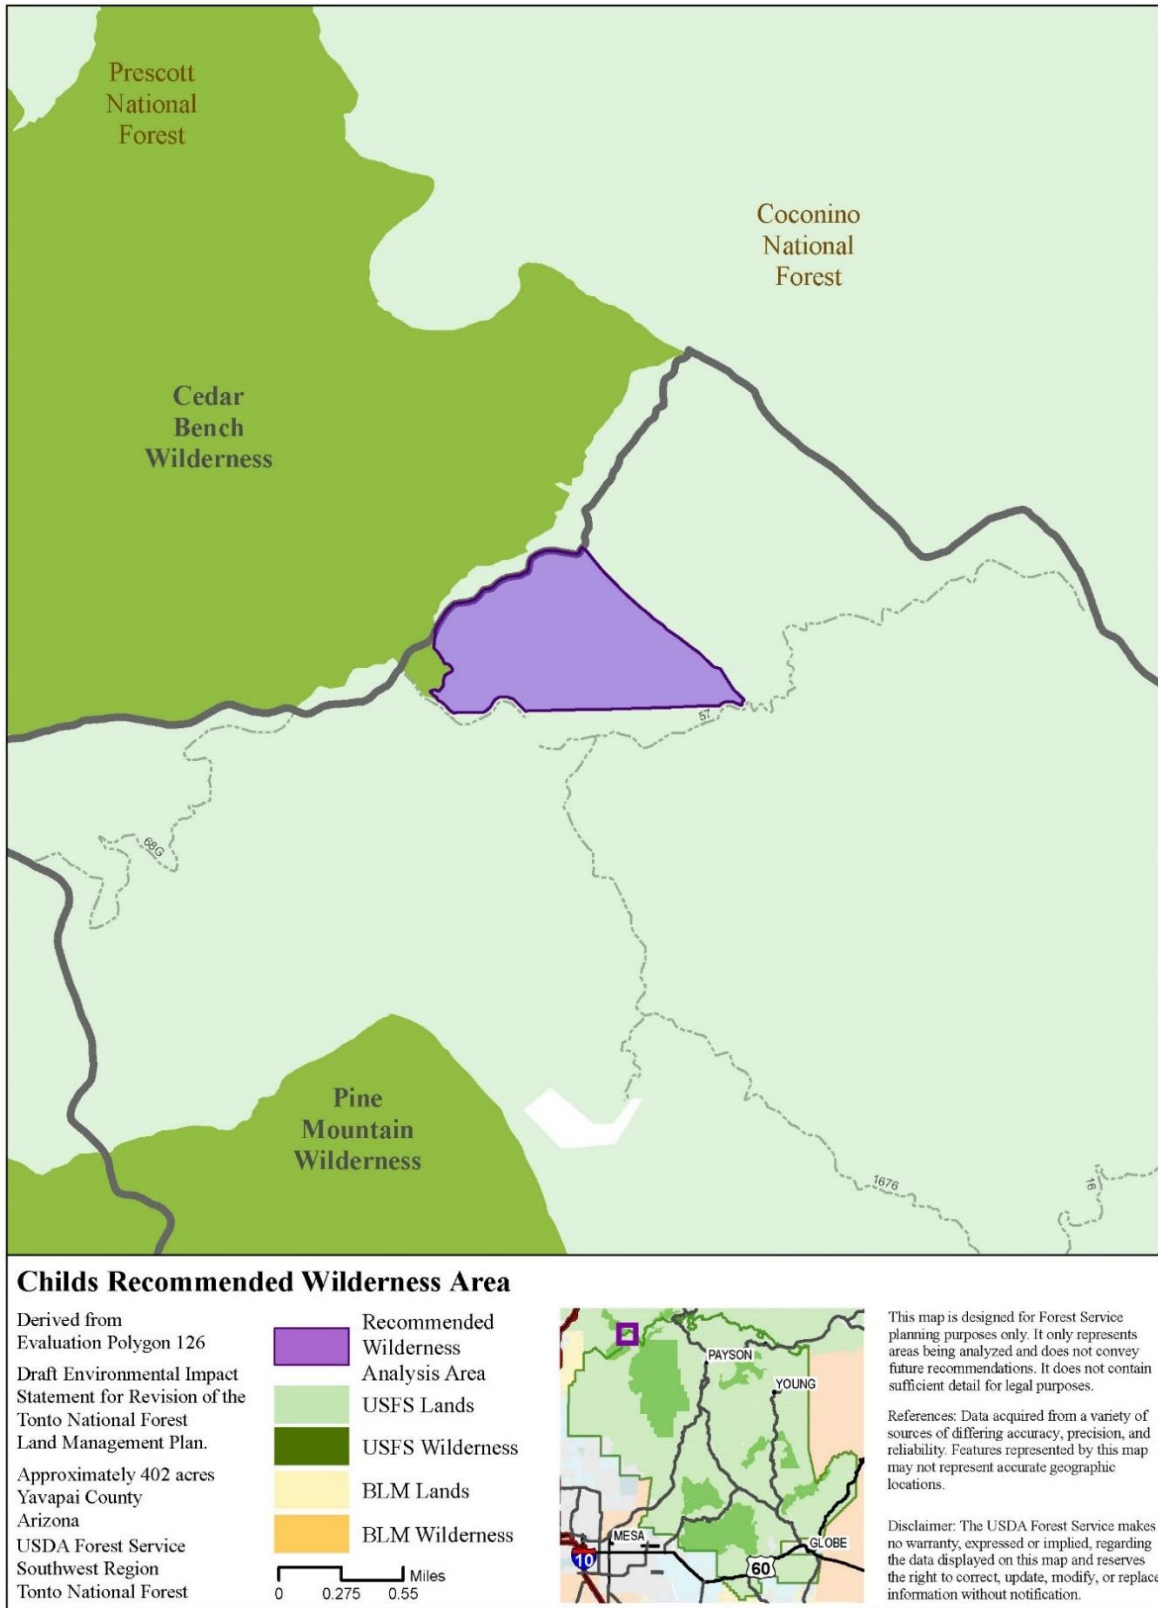 Prescott
National
Forest
Coconino
National
Forest
Cedar
Bench
Wilderness
57
68G
Pine
Mountain
Wilderness
1676
16
Childs Recommended Wilderness Area
Derived from
Evaluation Polygon 126
Draft Environmental Impact
Statement for Revision of the
Tonto National Forest
Land Management Plan.
Approximately 402 acres
Yavapai County
Arizona
USDA Forest Service
Southwest Region
Tonto National Forest
Recommended
Wilderness
Analysis Area
USFS Lands
USFS Wilderness
BLM Lands
BLM Wilderness
Miles
0 0.275 0.55
PAYSON
YOUNG
MESA
GLOBE
10
60
This map is designed for Forest Service
planning purposes only. It only represents
areas being analyzed and does not convey
future recommendations. It does not contain
sufficient detail for legal purposes.
References: Data acquired from a variety of
sources of differing accuracy, precision, and
reliability. Features represented by this map
may not represent accurate geographic
locations.
Disclaimer: The USDA Forest Service makes
no warranty, expressed or implied, regarding
the data displayed on this map and reserves
the right to correct, update, modify, or replace
information without notification.